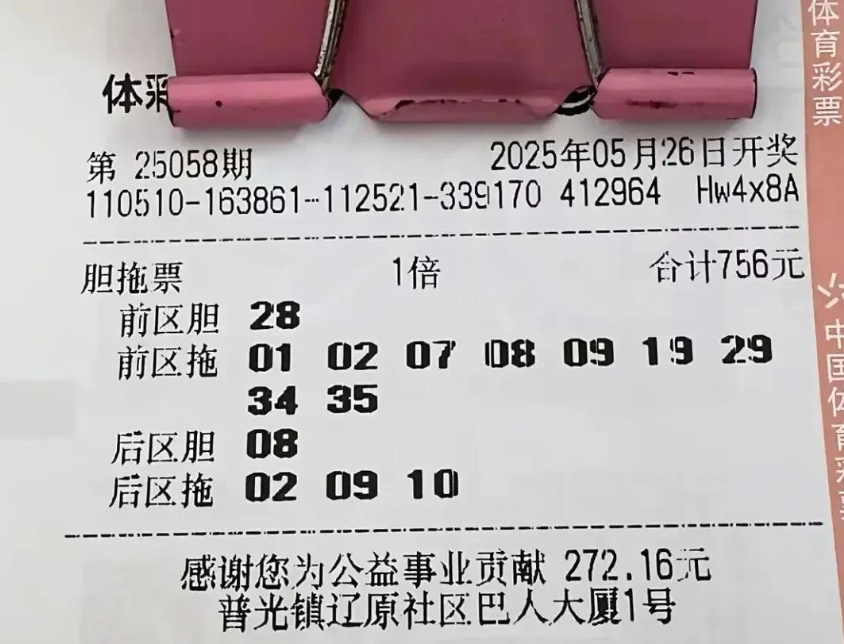 体彩
第 25058期 2025年05月26日开奖
110510-163861-112521-339170 412964 Hw4x8A
胆拖票 1倍 合计756元
前区胆 28
前区拖 01 02 07 08 09 19 29
34 35
后区胆 08
后区拖 02 09 10
感谢您为公益事业贡献 272.16元
普光镇辽原社区巴人大厦1号
体育彩票
中国体育彩票